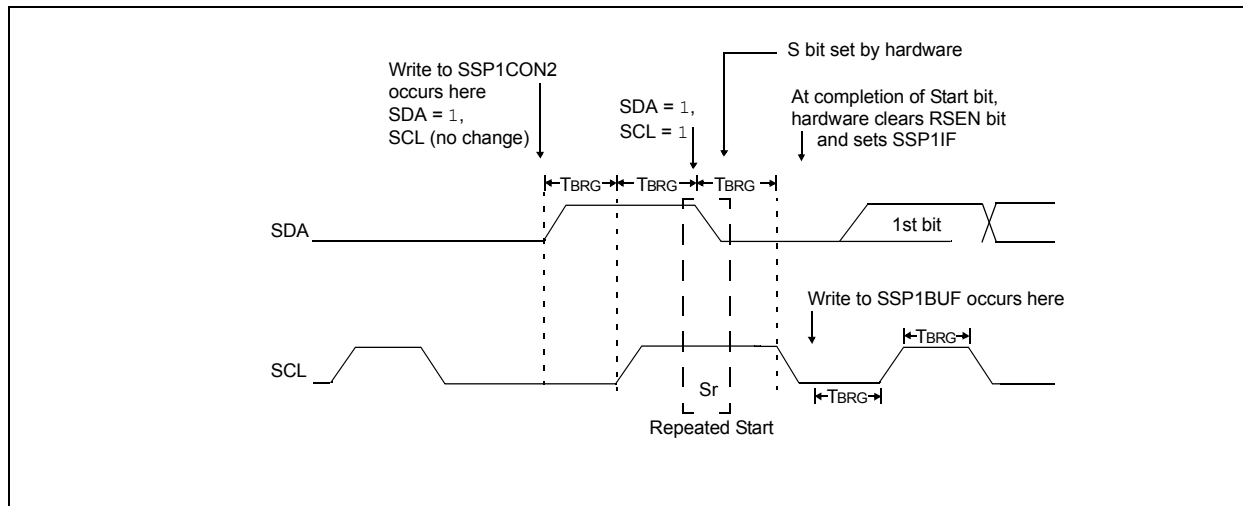 S bit set by hardware
Write to SSP1CON2
occurs here
SDA = 1,
SCL (no change)
SDA = 1,
SCL = 1
At completion of Start bit,
hardware clears RSEN bit
and sets SSP1IF
TBRG
TBRG
TBRG
SDA
1st bit
Write to SSP1BUF occurs here
TBRG
SCL
Sr
TBRG
Repeated Start